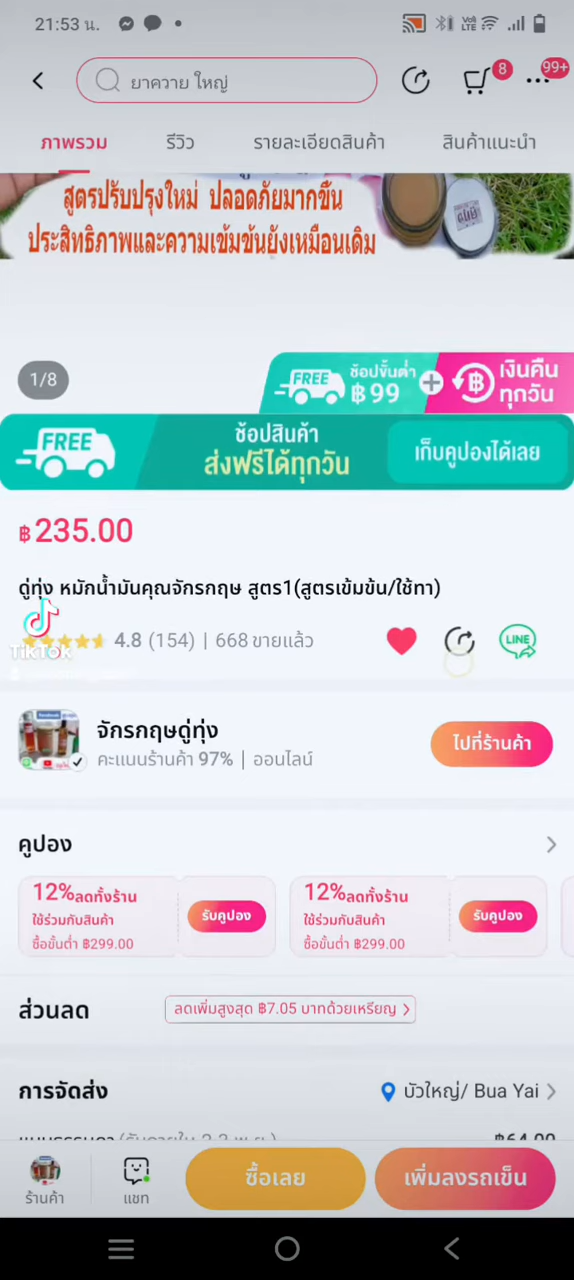 21:53 น.
VoI LTE
ยาควาย ใหญ่
8
99+
ภาพรวม
รีวิว
รายละเอียดสินค้า
สินค้าแนะนำ
สูตรปรับปรุงใหม่ ปลอดภัยมากขึ้น
ประสิทธิภาพและความเข้มข้นยังเหมือนเดิม
1/8
FREE
ช้อปขั้นต่ำ
฿99
เงินคืน
ทุกวัน
FREE
ช้อปสินค้า
ส่งฟรีได้ทุกวัน
เก็บคูปองได้เลย
฿235.00
ดู่ทุ่ง หมักน้ำมันคุณจักรกฤษ สูตร1(สูตรเข้มข้น/ใช้ทา)
TikTok
4.8 (154) | 668 ขายแล้ว
LINE
จักรกฤษดู่ทุ่ง
คะแนนร้านค้า 97% | ออนไลน์
ไปที่ร้านค้า
คูปอง
12%ลดทั้งร้าน
ใช้ร่วมกับสินค้า
ซื้อขั้นต่ำ ฿299.00
รับคูปอง
12%ลดทั้งร้าน
ใช้ร่วมกับสินค้า
ซื้อขั้นต่ำ ฿299.00
รับคูปอง
ส่วนลด
ลดเพิ่มสูงสุด ฿7.05 บาทด้วยเหรียญ
การจัดส่ง
บัวใหญ่/ Bua Yai
ร้านค้า
แชท
ซื้อเลย
เพิ่มลงรถเข็น